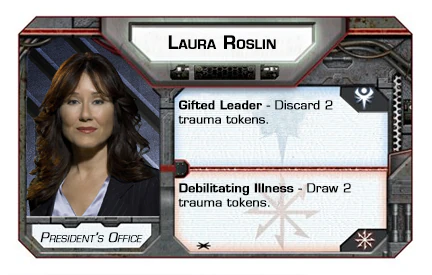 LAURA ROSLIN
Gifted Leader - Discard 2
trauma tokens.
Debilitating Illness - Draw 2
trauma tokens.
PRESIDENT'S OFFICE